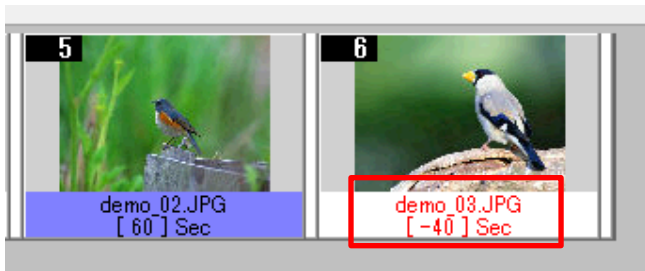 5
demo_02.JPG
[ 60 ] Sec
6
demo_03.JPG
[ -40 ] Sec